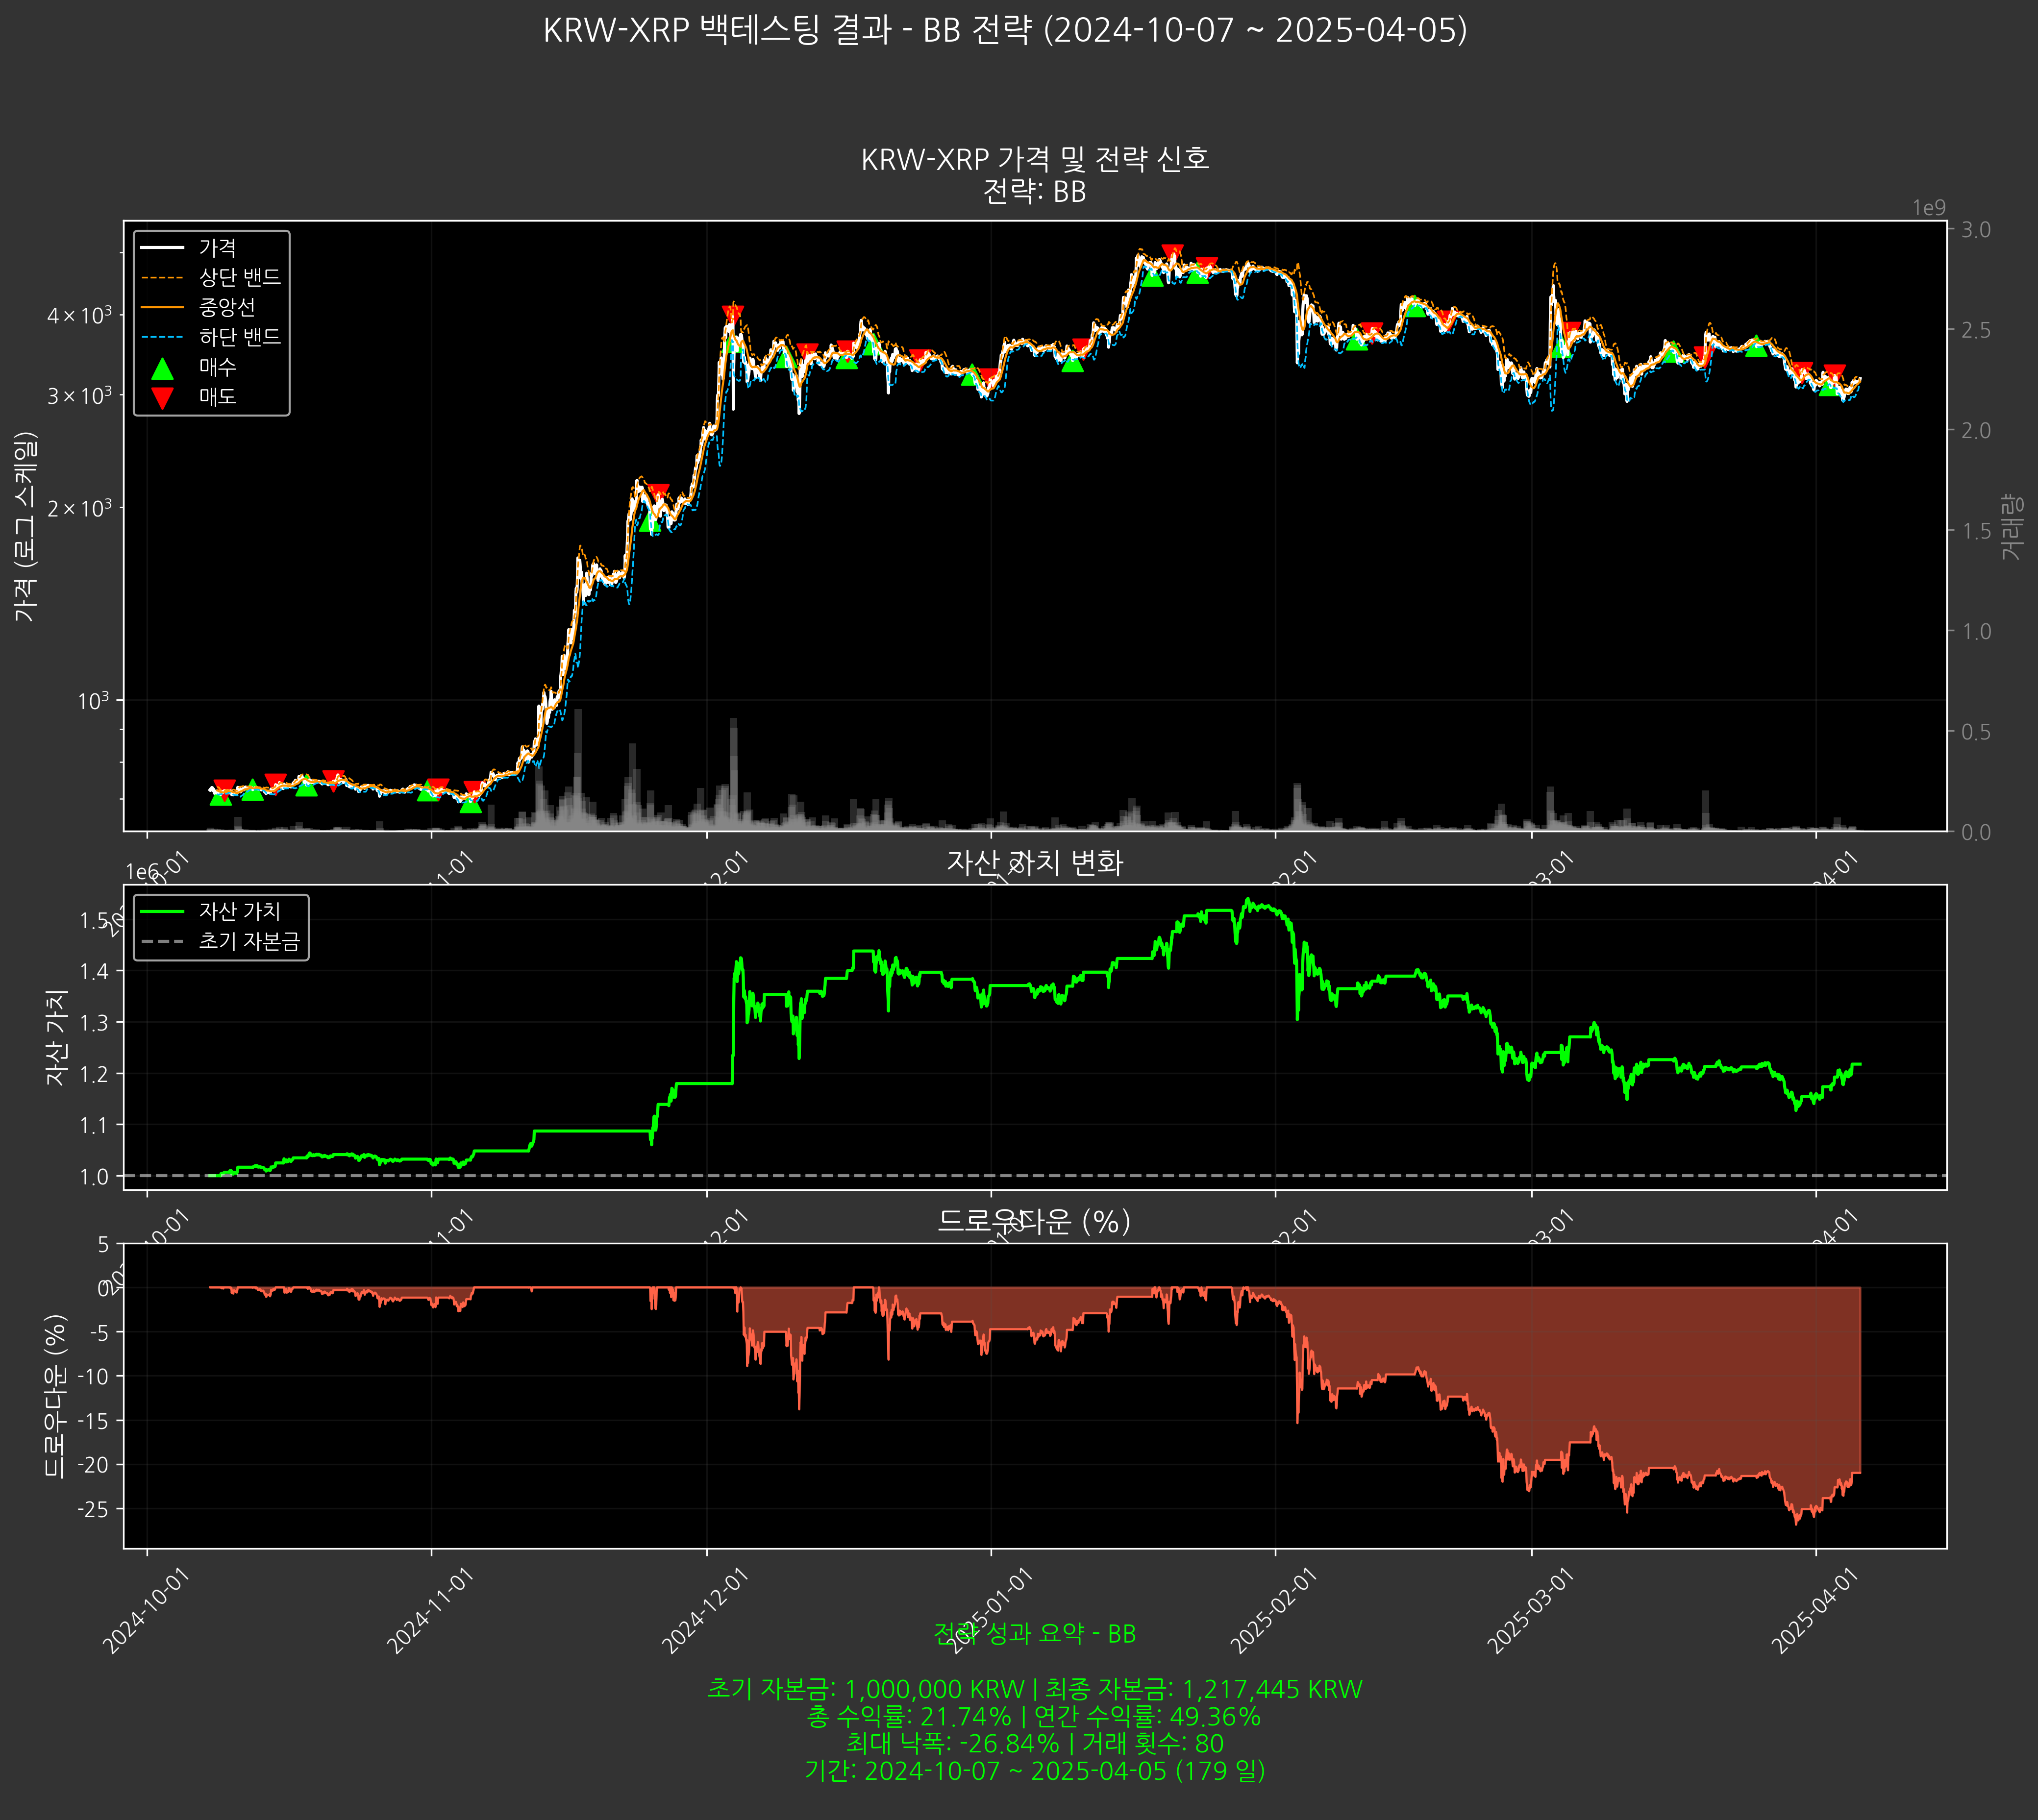 KRW-XRP 백테스팅 결과 - BB 전략 (2024-10-07 ~ 2025-04-05)
KRW-XRP 가격 및 전략 신호
전략: BB
1e9
가격
상단 밴드
중앙선
하단 밴드
매수
매도
가격 (로그 스케일)
4×10³
3×10³
2×10³
10³
거래량
3.0
2.5
2.0
1.5
1.0
0.5
0.0
자산 가치 변화
1e6
자산 가치
초기 자본금
자산 가치
1.5
1.4
1.3
1.2
1.1
1.0
드로우다운 (%)
드로우다운 (%)
5
0
-5
-10
-15
-20
-25
2024-10-01
2024-11-01
2024-12-01
2025-01-01
2025-02-01
2025-03-01
2025-04-01
전략 성과 요약 - BB
초기 자본금: 1,000,000 KRW | 최종 자본금: 1,217,445 KRW
총 수익률: 21.74% | 연간 수익률: 49.36%
최대 낙폭: -26.84% | 거래 횟수: 80
기간: 2024-10-07 ~ 2025-04-05 (179 일)